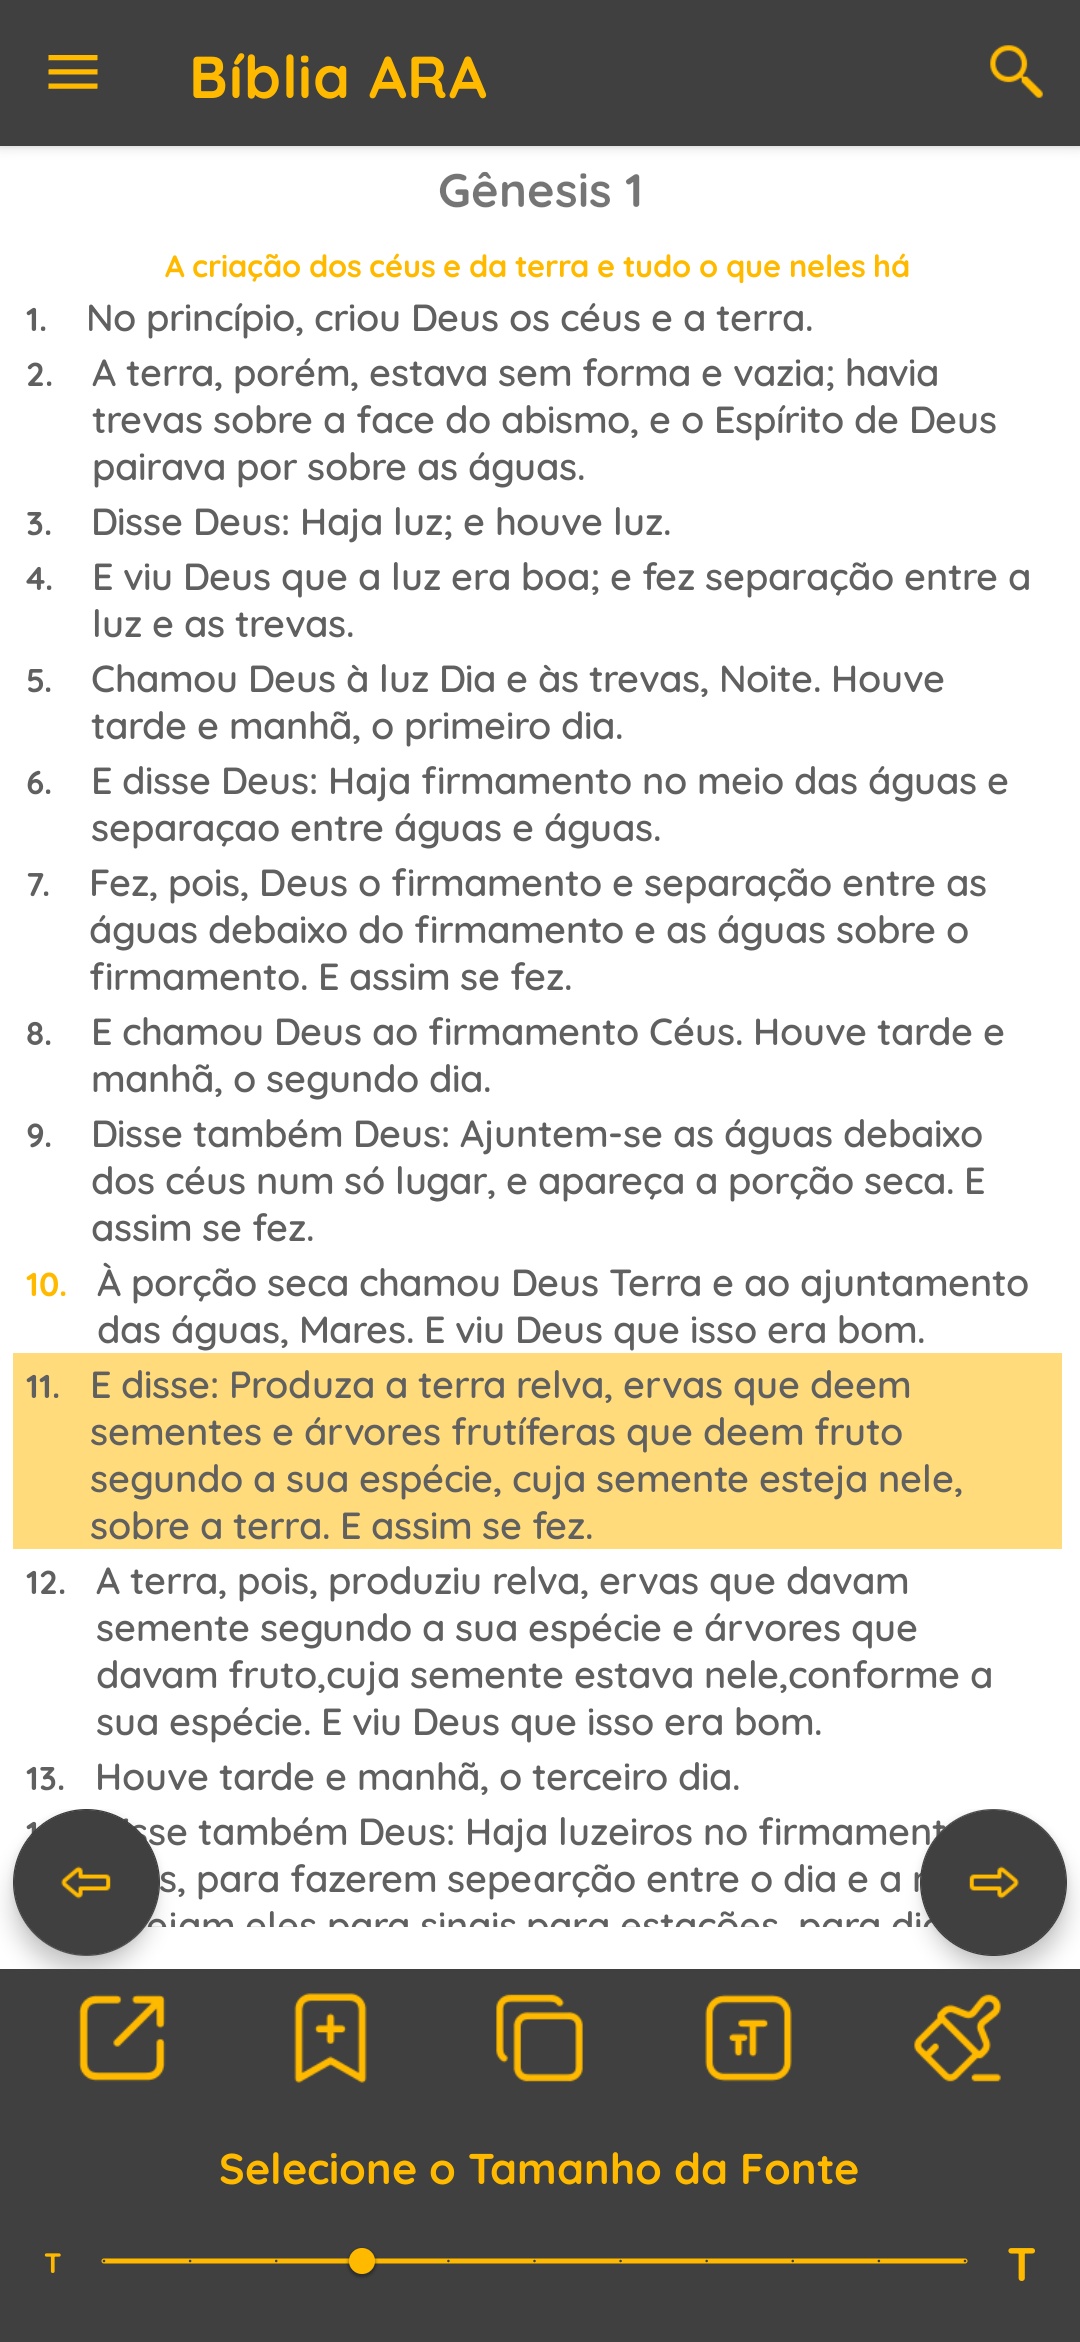 Bíblia ARA
Gênesis 1
A criação dos céus e da terra e tudo o que neles há
1. No princípio, criou Deus os céus e a terra.
2. A terra, porém, estava sem forma e vazia; havia
trevas sobre a face do abismo, e o Espírito de Deus
pairava por sobre as águas.
3. Disse Deus: Haja luz; e houve luz.
4. E viu Deus que a luz era boa; e fez separação entre a
luz e as trevas.
5. Chamou Deus à luz Dia e às trevas, Noite. Houve
tarde e manhã, o primeiro dia.
6. E disse Deus: Haja firmamento no meio das águas e
separaçao entre águas e águas.
7. Fez, pois, Deus o firmamento e separação entre as
águas debaixo do firmamento e as águas sobre o
firmamento. E assim se fez.
8. E chamou Deus ao firmamento Céus. Houve tarde e
manhã, o segundo dia.
9. Disse também Deus: Ajuntem-se as águas debaixo
dos céus num só lugar, e apareça a porção seca. E
assim se fez.
10. À porção seca chamou Deus Terra e ao ajuntamento
das águas, Mares. E viu Deus que isso era bom.
11. E disse: Produza a terra relva, ervas que deem
sementes e árvores frutíferas que deem fruto
segundo a sua espécie, cuja semente esteja nele,
sobre a terra. E assim se fez.
12. A terra, pois, produziu relva, ervas que davam
semente segundo a sua espécie e árvores que
davam fruto,cuja semente estava nele,conforme a
sua espécie. E viu Deus que isso era bom.
13. Houve tarde e manhã, o terceiro dia.
também Deus: Haja luzeiros no
para fazerem sepearção entre o dia e a
eles para sinais para estações, para
Selecione o Tamanho da Fonte
T T